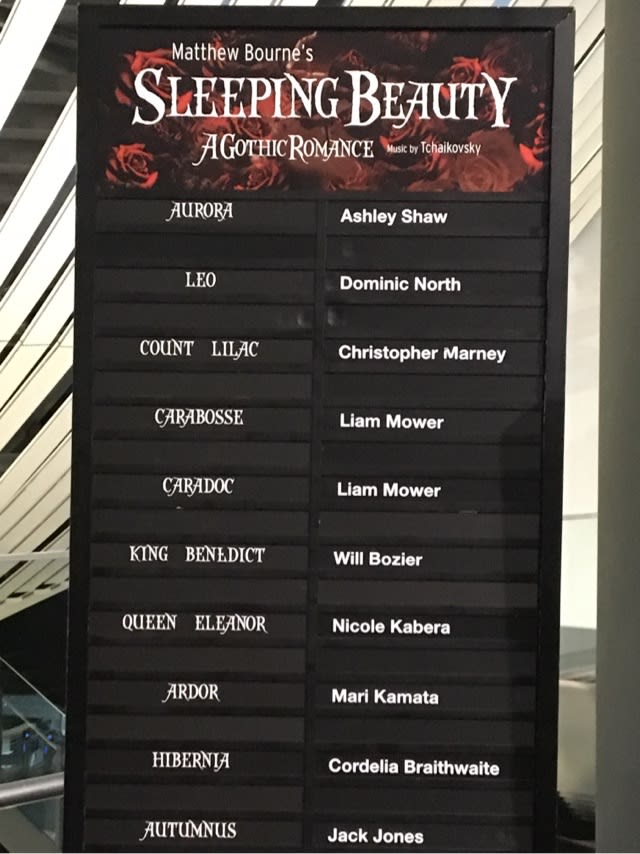 Matthew Bourne's
SLEEPING BEAUTY
A GOTHIC ROMANCE Music by Tchaikovsky
AURORA Ashley Shaw
LEO Dominic North
COUNT LILAC Christopher Marney
CARABOSSE Liam Mower
CARADOC Liam Mower
KING BENEDICT Will Bozier
QUEEN ELEANOR Nicole Kabera
ARDOR Mari Kamata
HIBERNIA Cordelia Braithwaite
AUTUMNUS Jack Jones